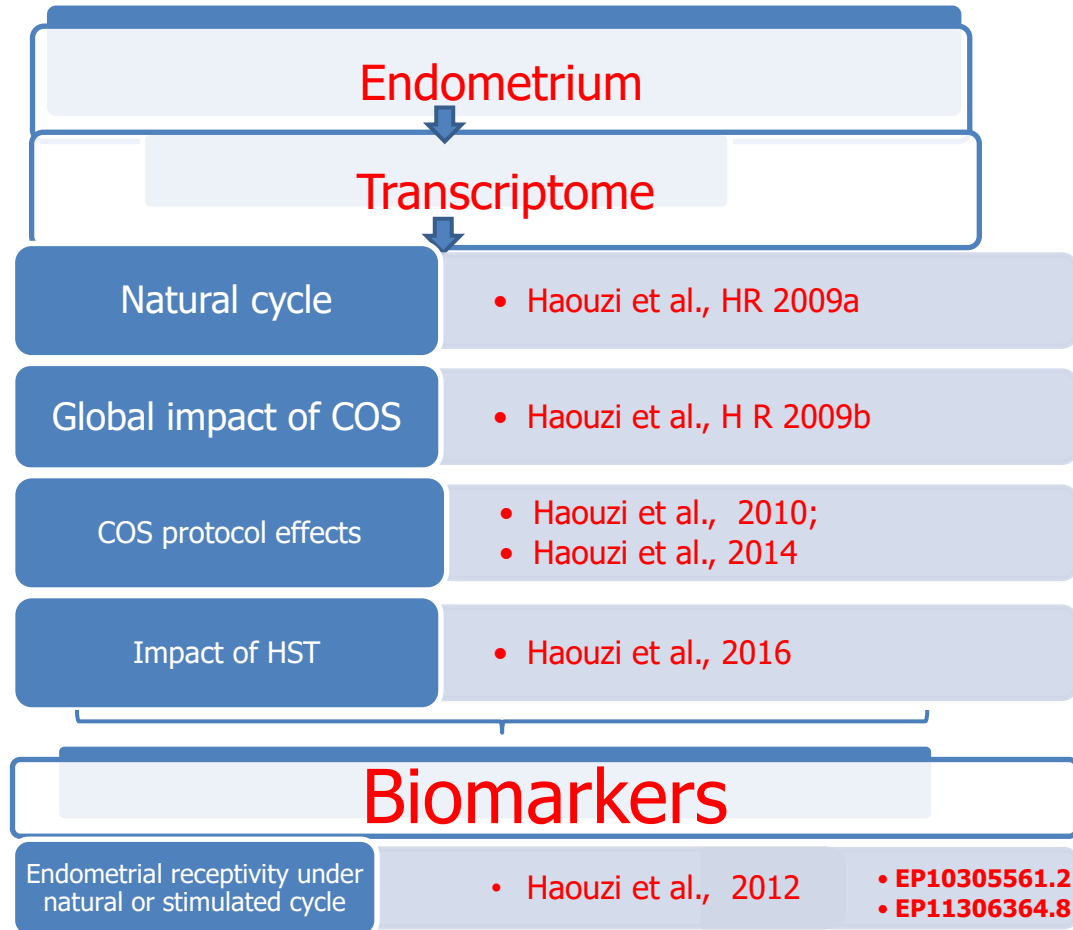 Endometrium
Transcriptome
Natural cycle
• Haouzi et al., HR 2009a
Global impact of COS
• Haouzi et al., H R 2009b
COS protocol effects
• Haouzi et al., 2010;
• Haouzi et al., 2014
Impact of HST
• Haouzi et al., 2016
Biomarkers
Endometrial receptivity under
natural or stimulated cycle
• Haouzi et al., 2012
• EP10305561.2
• EP11306364.8